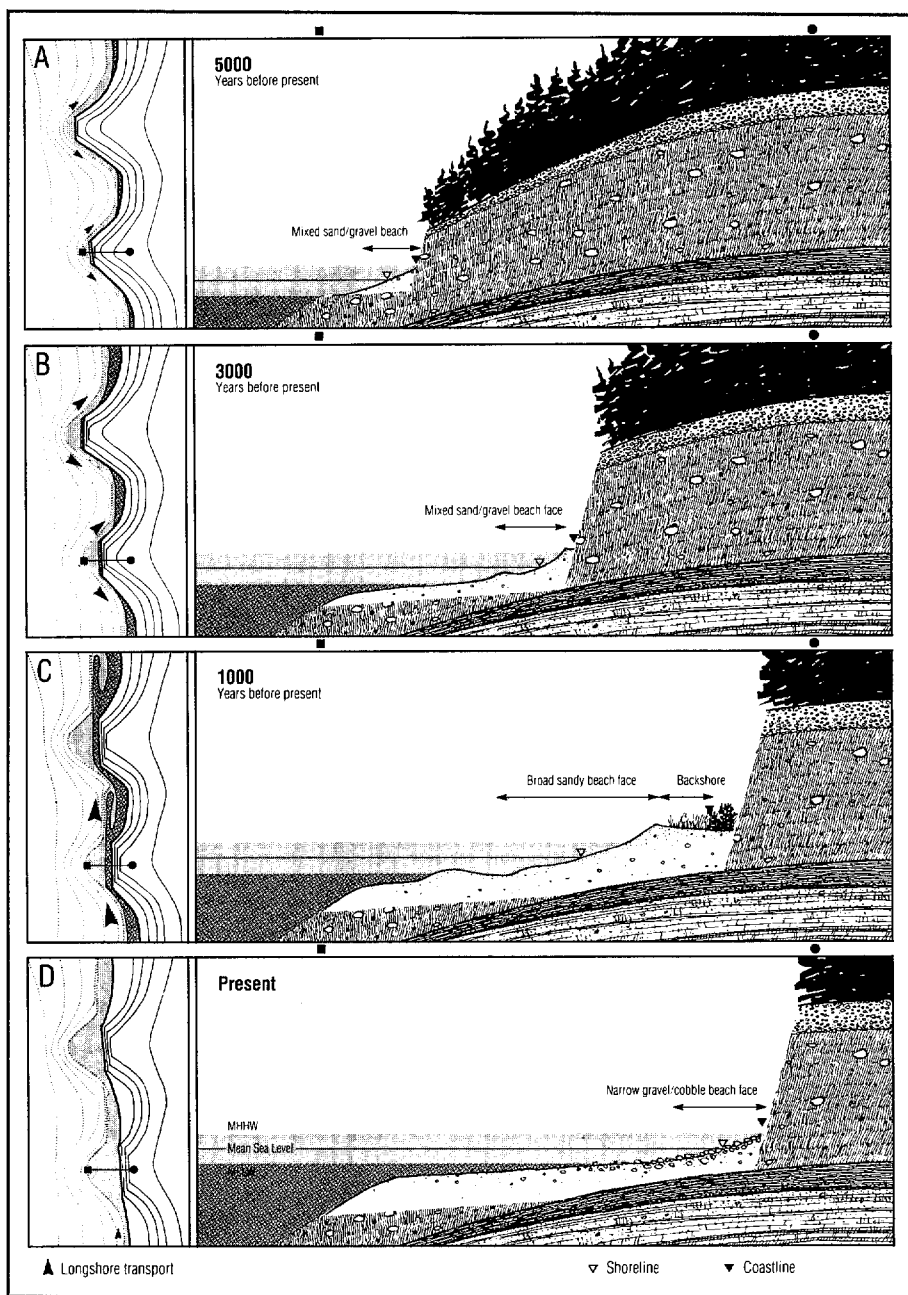 A
5000
Years before present
Mixed sand/gravel beach
B
3000
Years before present
Mixed sand/gravel beach face
C
1000
Years before present
Broad sandy beach face
Backshore
D
Present
Narrow gravel/cobble beach face
MHHW
Mean Sea Level
Longshore transport
Shoreline
Coastline